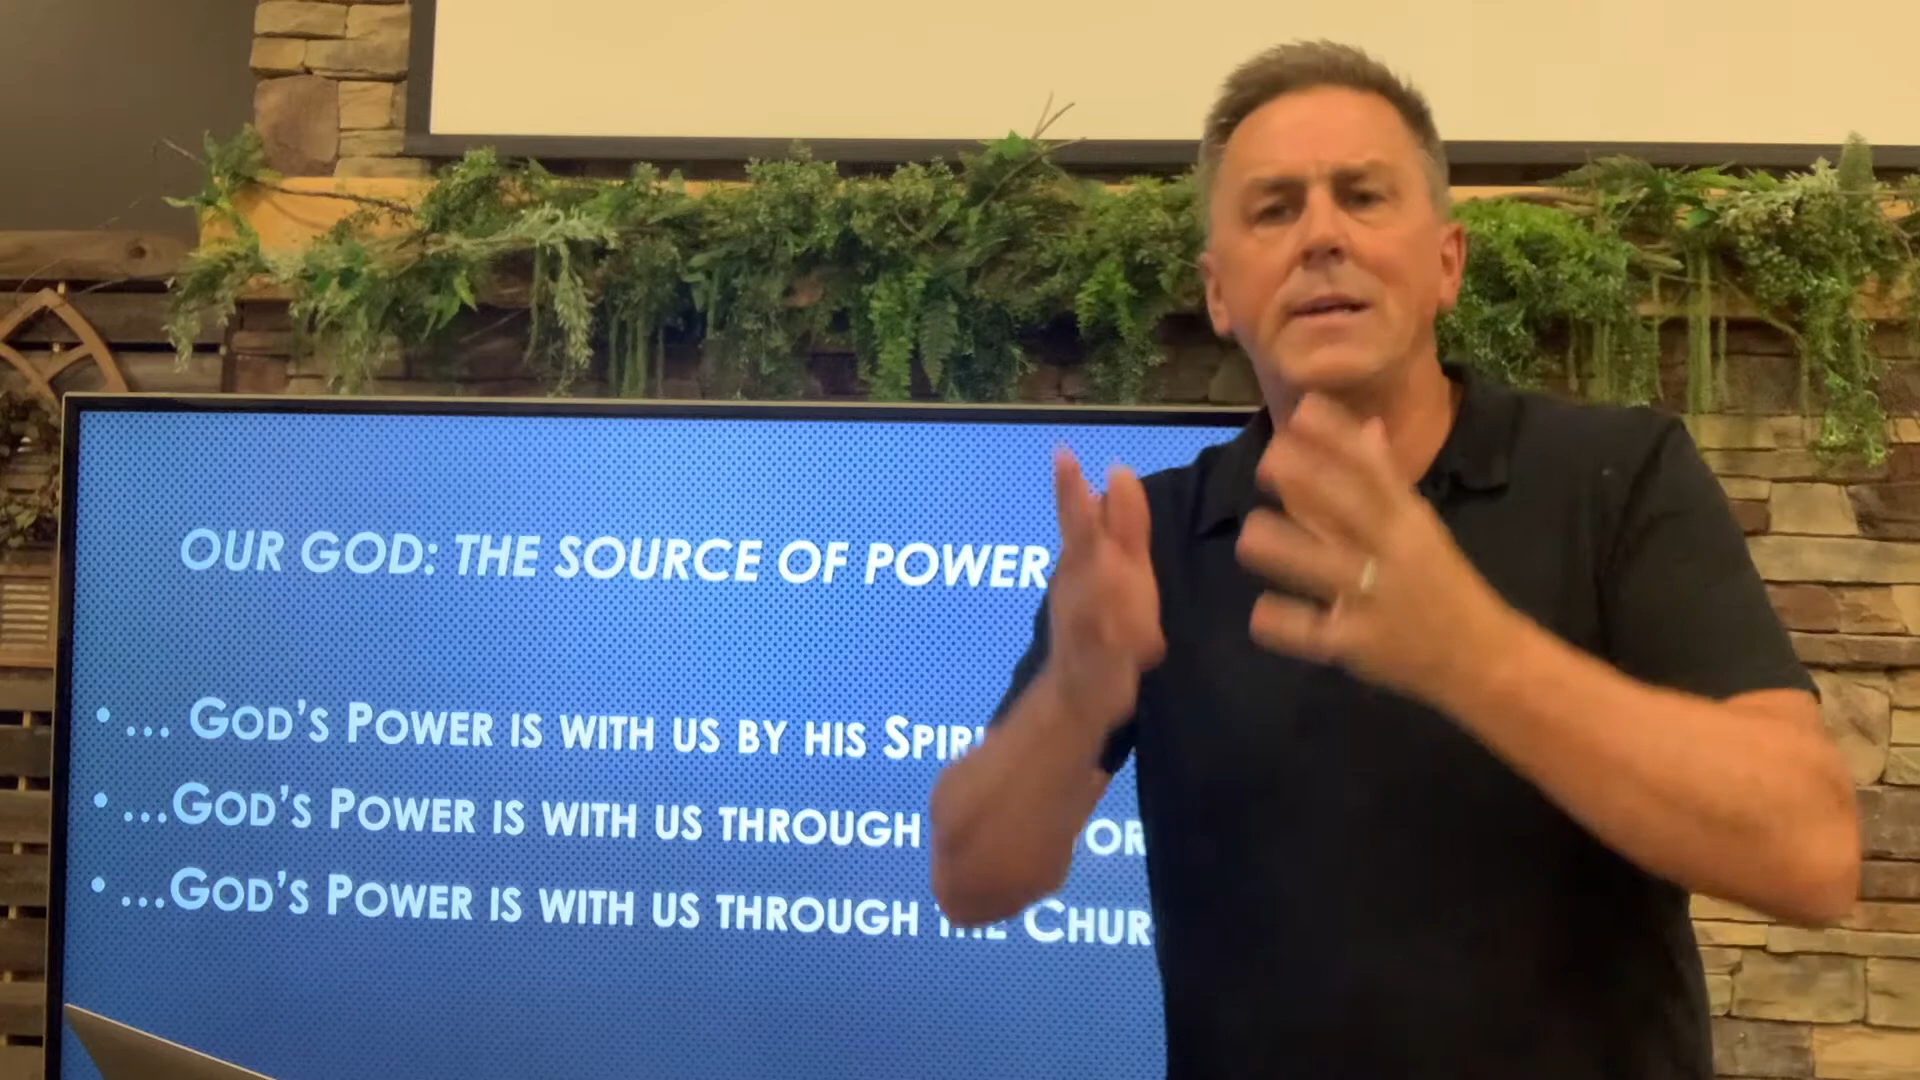 OUR GOD: THE SOURCE OF POWER
• ... GOD'S POWER IS WITH US BY HIS
• ...GOD'S POWER IS WITH US THROUGH
• ...GOD'S POWER IS WITH US THROUGH THE